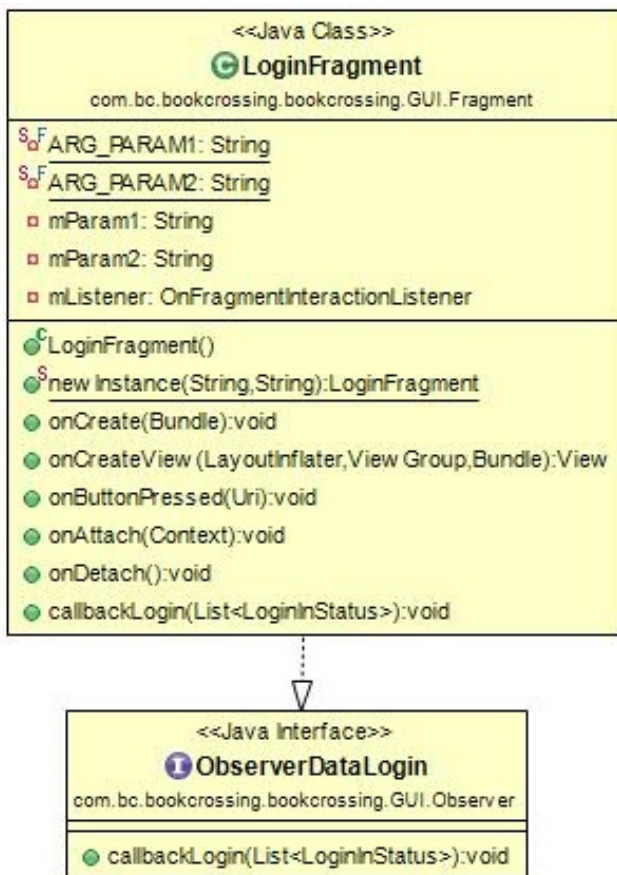 <<Java Class>>
C LoginFragment
com.bc.bookcrossing.bookcrossing.GUI.Fragment
S F ARG_PARAM1: String
S F ARG_PARAM2: String
mParam1: String
mParam2: String
mListener: OnFragmentInteractionListener
C LoginFragment()
S new Instance(String,String):LoginFragment
onCreate(Bundle):void
onCreateView (LayoutInflater,View Group,Bundle):View
onButtonPressed(Uri):void
onAttach(Context):void
onDetach():void
callbackLogin(List<LoginInStatus>):void
<<Java Interface>>
I ObserverDataLogin
com.bc.bookcrossing.bookcrossing.GUI.Observer
callbackLogin(List<LoginInStatus>):void